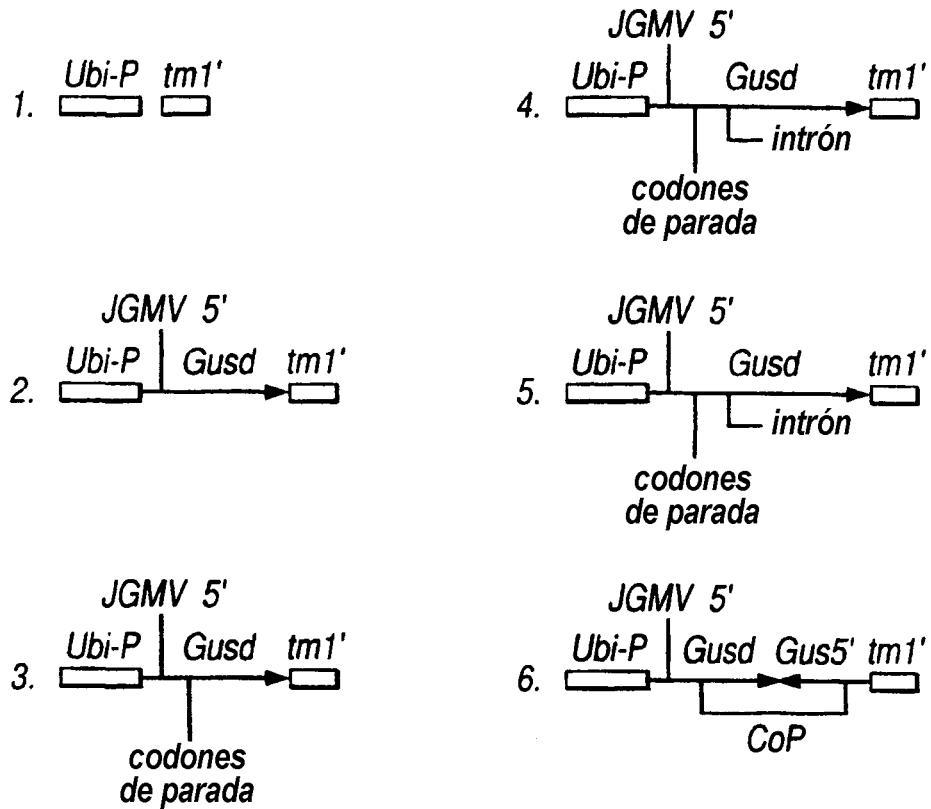 1. Ubi-P tm1'
2. JGMV 5'
Ubi-P Gusd tm1'
3. JGMV 5'
Ubi-P Gusd tm1'
codones
de parada
4. JGMV 5'
Ubi-P Gusd tm1'
intrón
codones
de parada
5. JGMV 5'
Ubi-P Gusd tm1'
intrón
codones
de parada
6. JGMV 5'
Ubi-P Gusd Gus5' tm1'
CoP